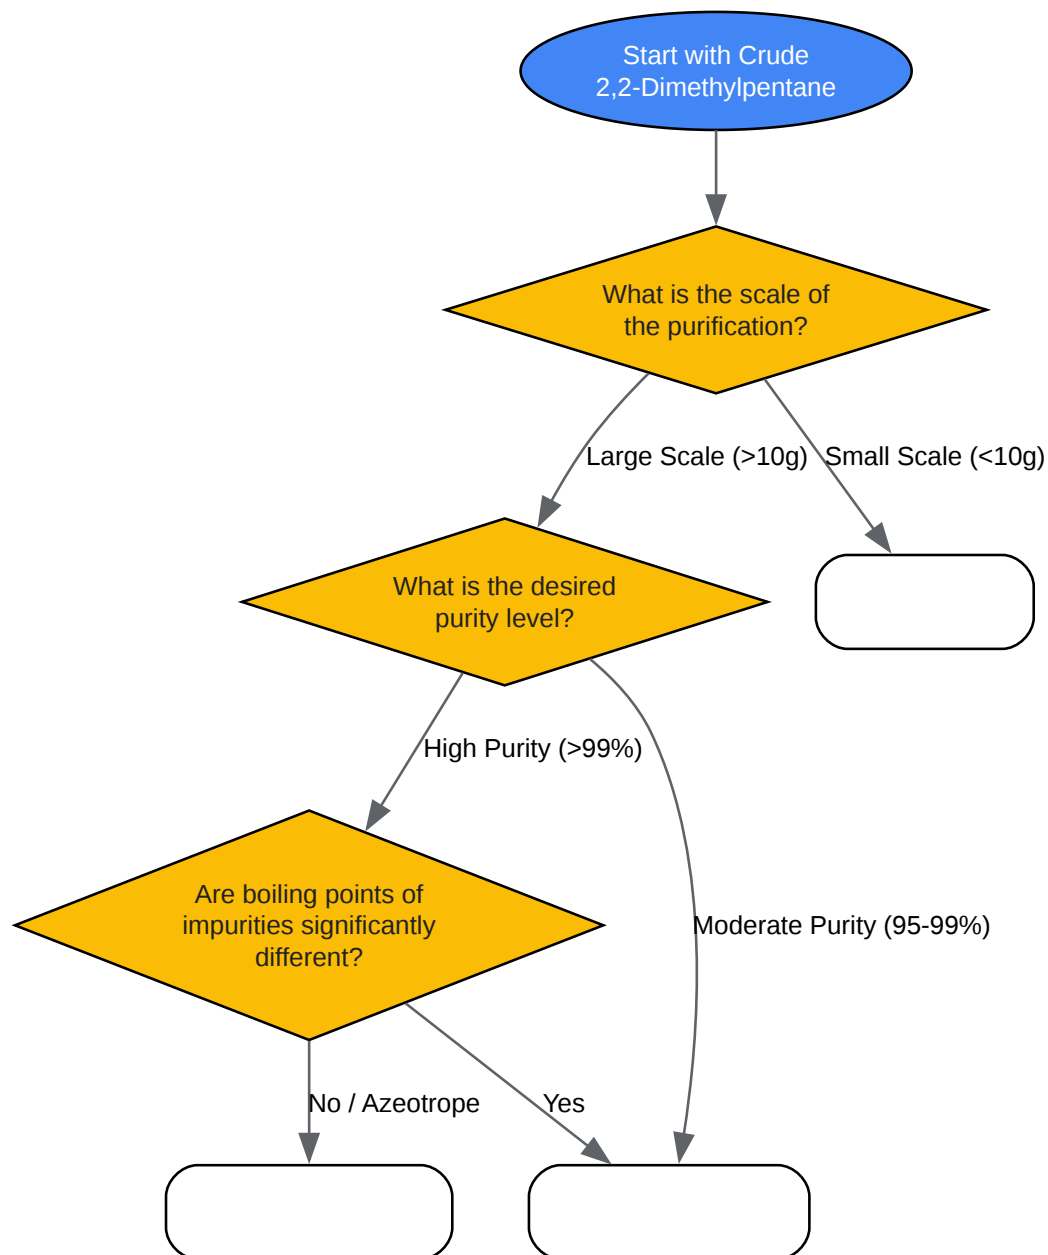 Start with Crude
2,2-Dimethylpentane
What is the scale of
the purification?
Large Scale (>10g)
Small Scale (<10g)
What is the desired
purity level?
High Purity (>99%)
Are boiling points of
impurities significantly
different?
Moderate Purity (95-99%)
No / Azeotrope
Yes